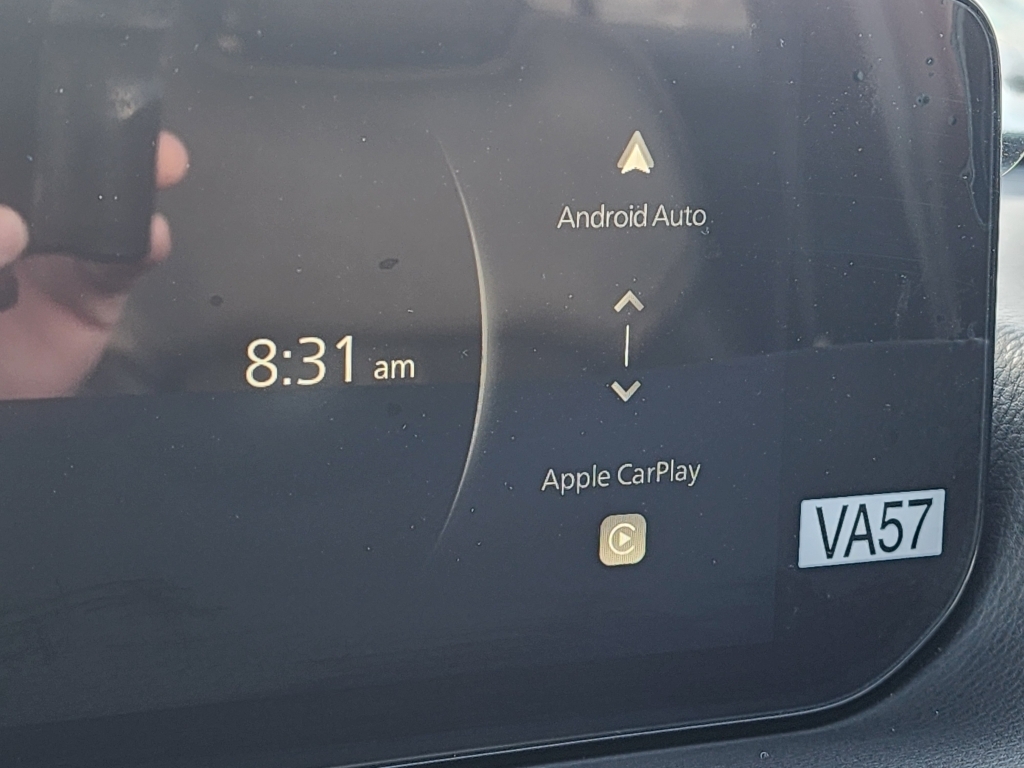 Android Auto
8:31 am
Apple CarPlay
VA57